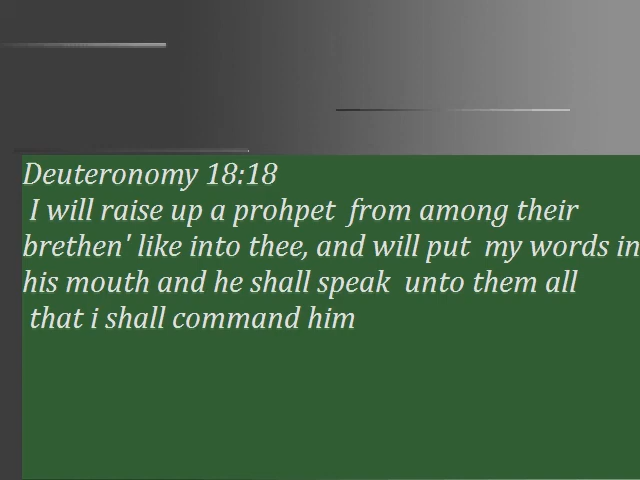 Deuteronomy 18:18
I will raise up a prohpet from among their
brethen' like into thee, and will put my words in
his mouth and he shall speak unto them all
that i shall command him